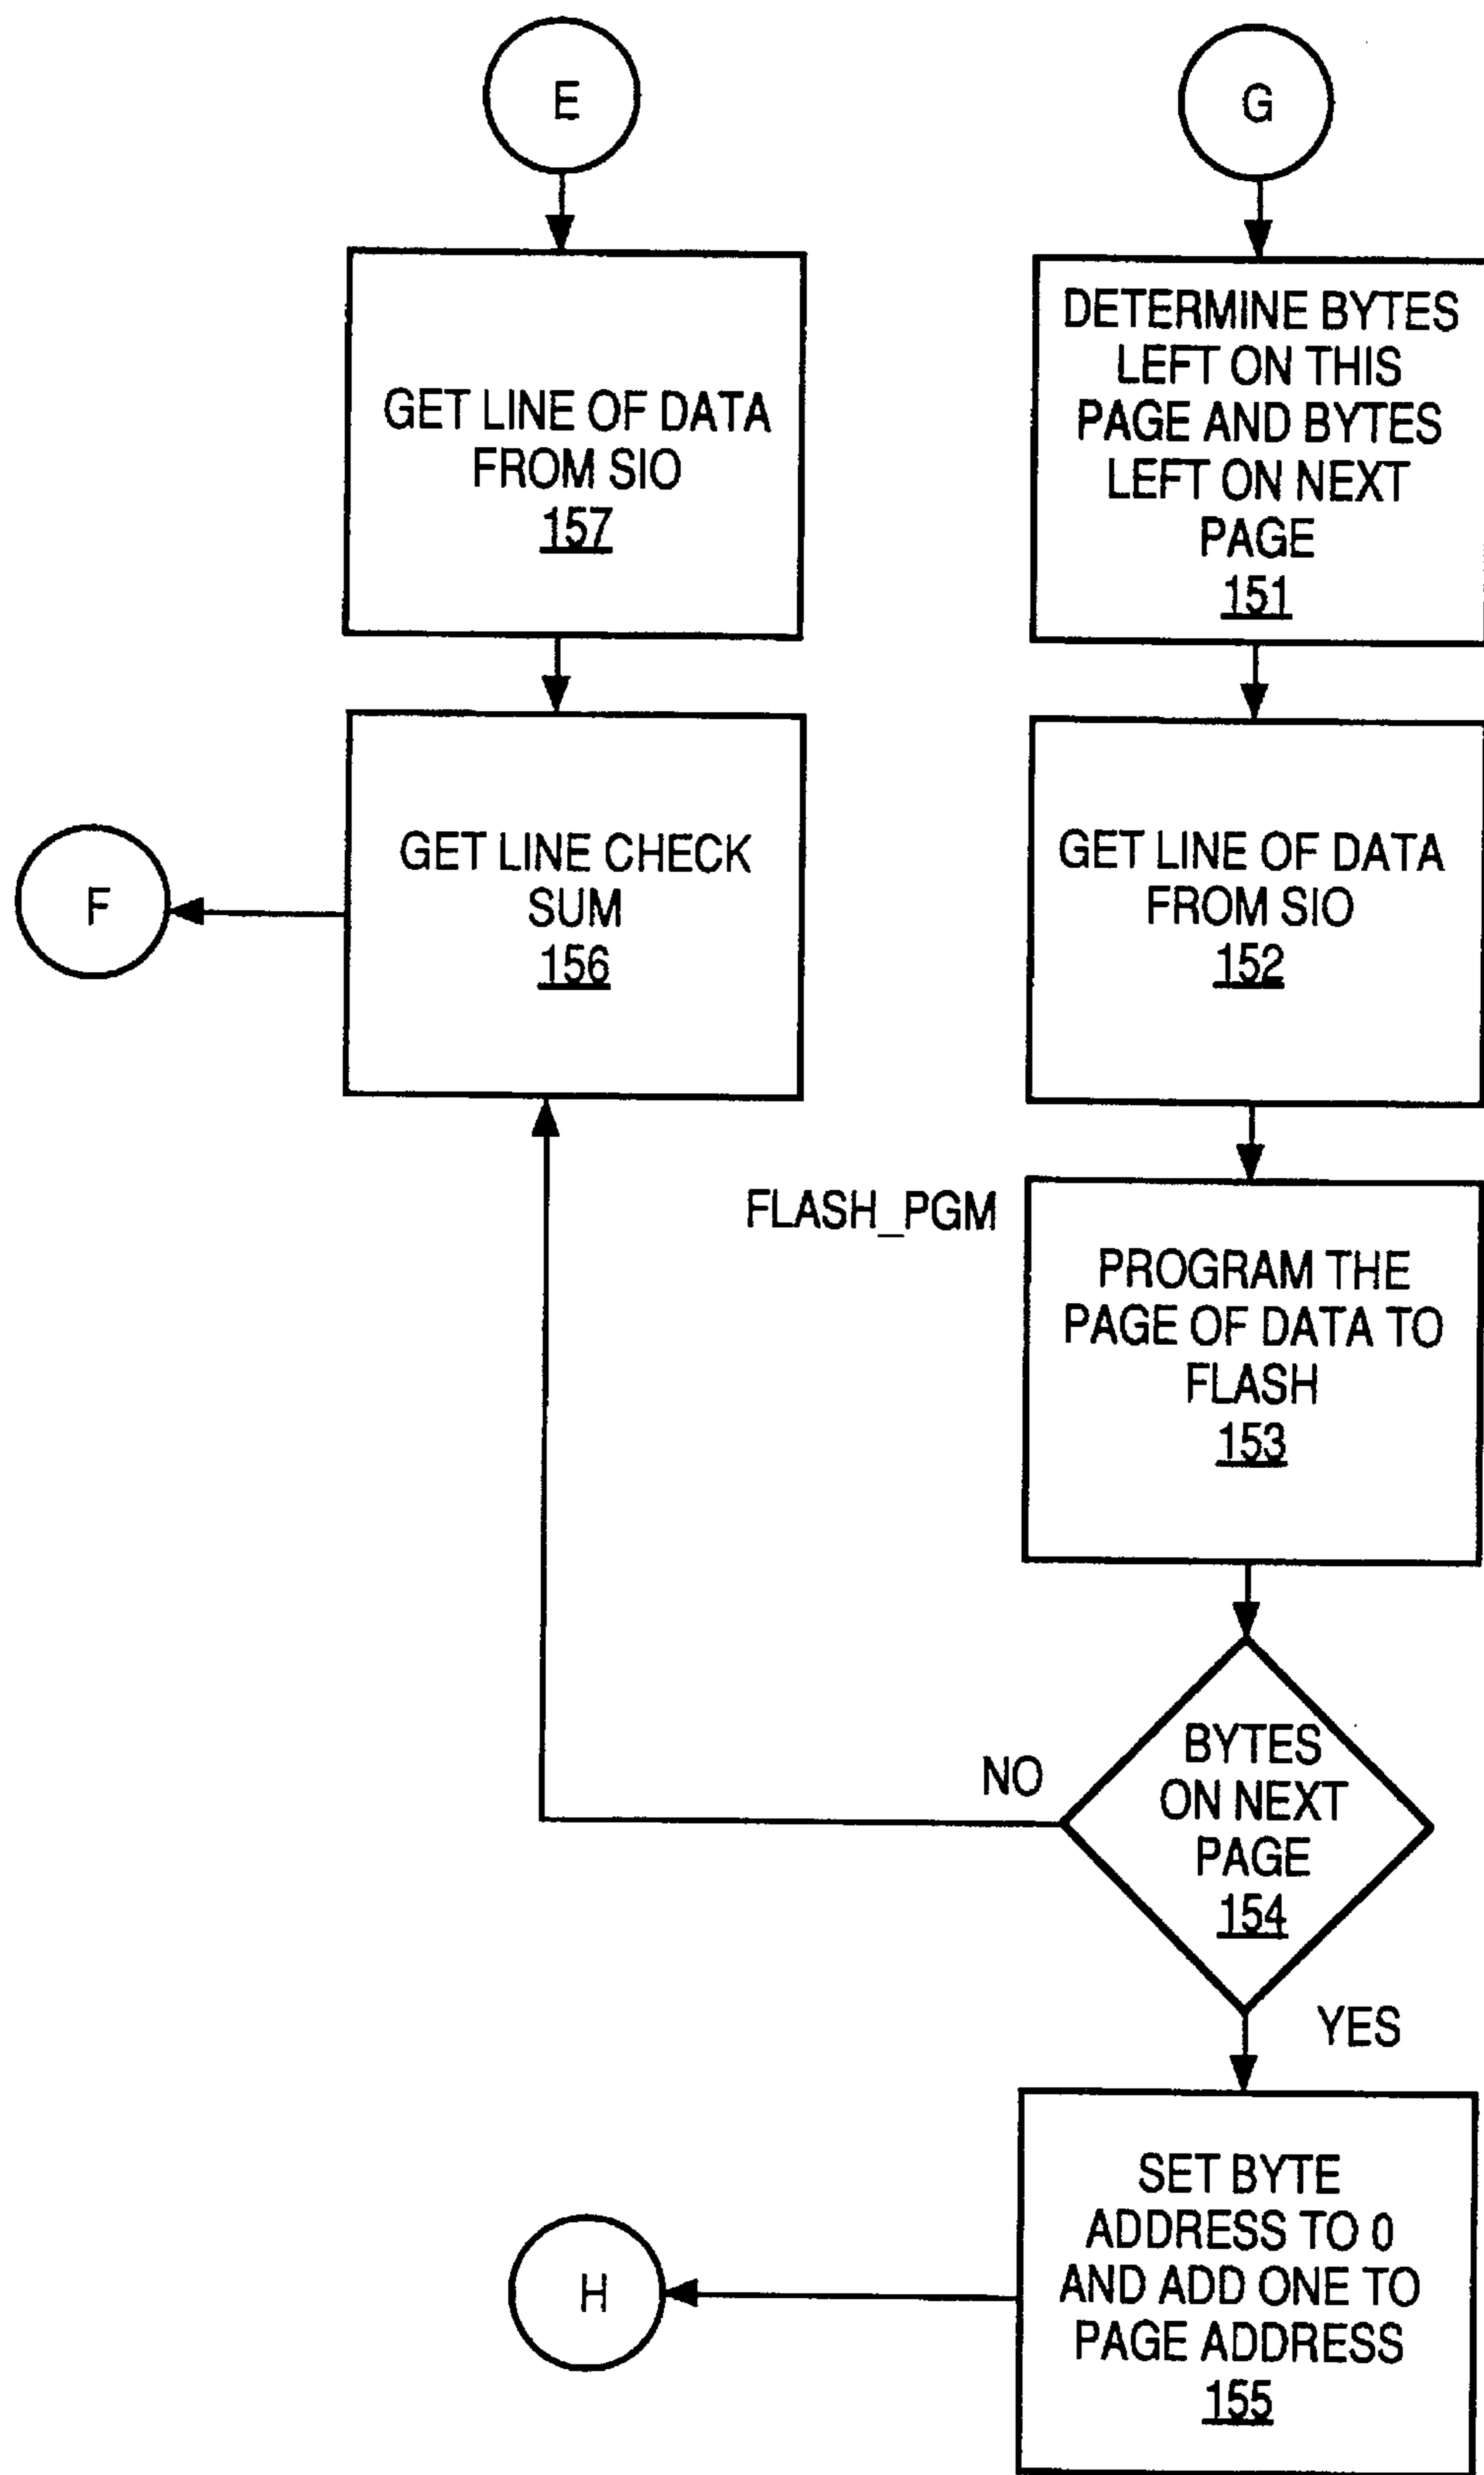 E
GET LINE OF DATA
FROM SIO
157
GET LINE CHECK
SUM
156
F
G
DETERMINE BYTES
LEFT ON THIS
PAGE AND BYTES
LEFT ON NEXT
PAGE
151
GET LINE OF DATA
FROM SIO
152
FLASH_PGM
PROGRAM THE
PAGE OF DATA TO
FLASH
153
BYTES
ON NEXT
PAGE
154
NO
YES
SET BYTE
ADDRESS TO 0
AND ADD ONE TO
PAGE ADDRESS
155
H